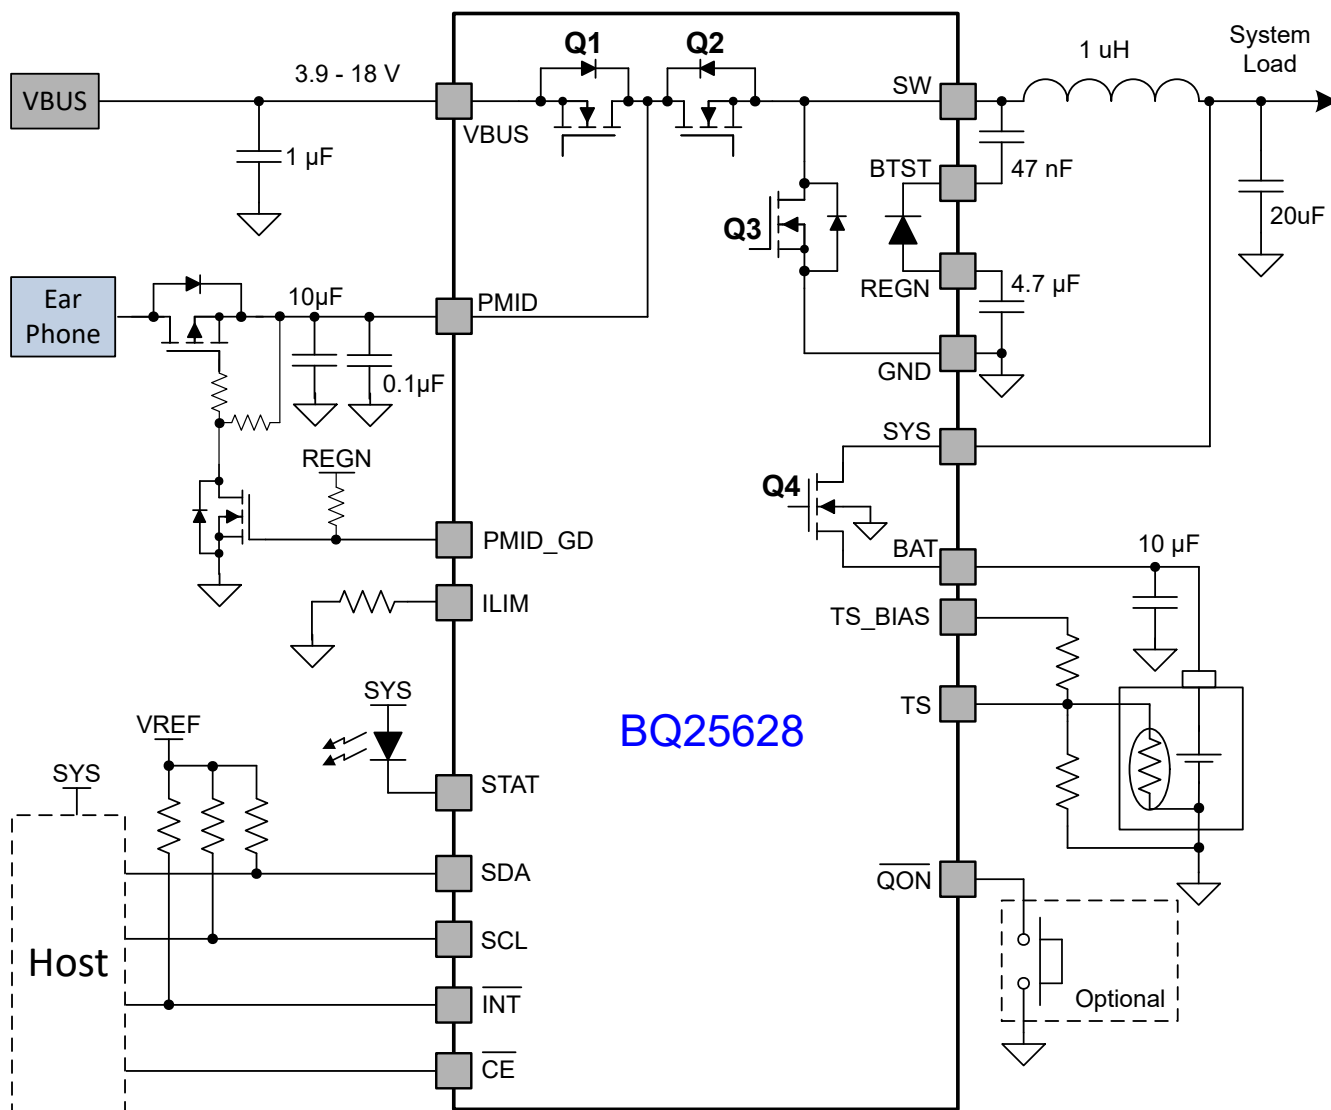 Q1
Q2
System
Load
1 uH
3.9 - 18 V
SW
VBUS
VBUS
1 µF
BTST
47 nF
Q3
20uF
REGN
4.7 µF
Ear
Phone
10µF
PMID
0.1µF
GND
SYS
REGN
Q4
PMID_GD
BAT
10 µF
ILIM
TS_BIAS
SYS
TS
VREF
BQ25628
SYS
STAT
SDA
QON
Host
SCL
INT
Optional
CE